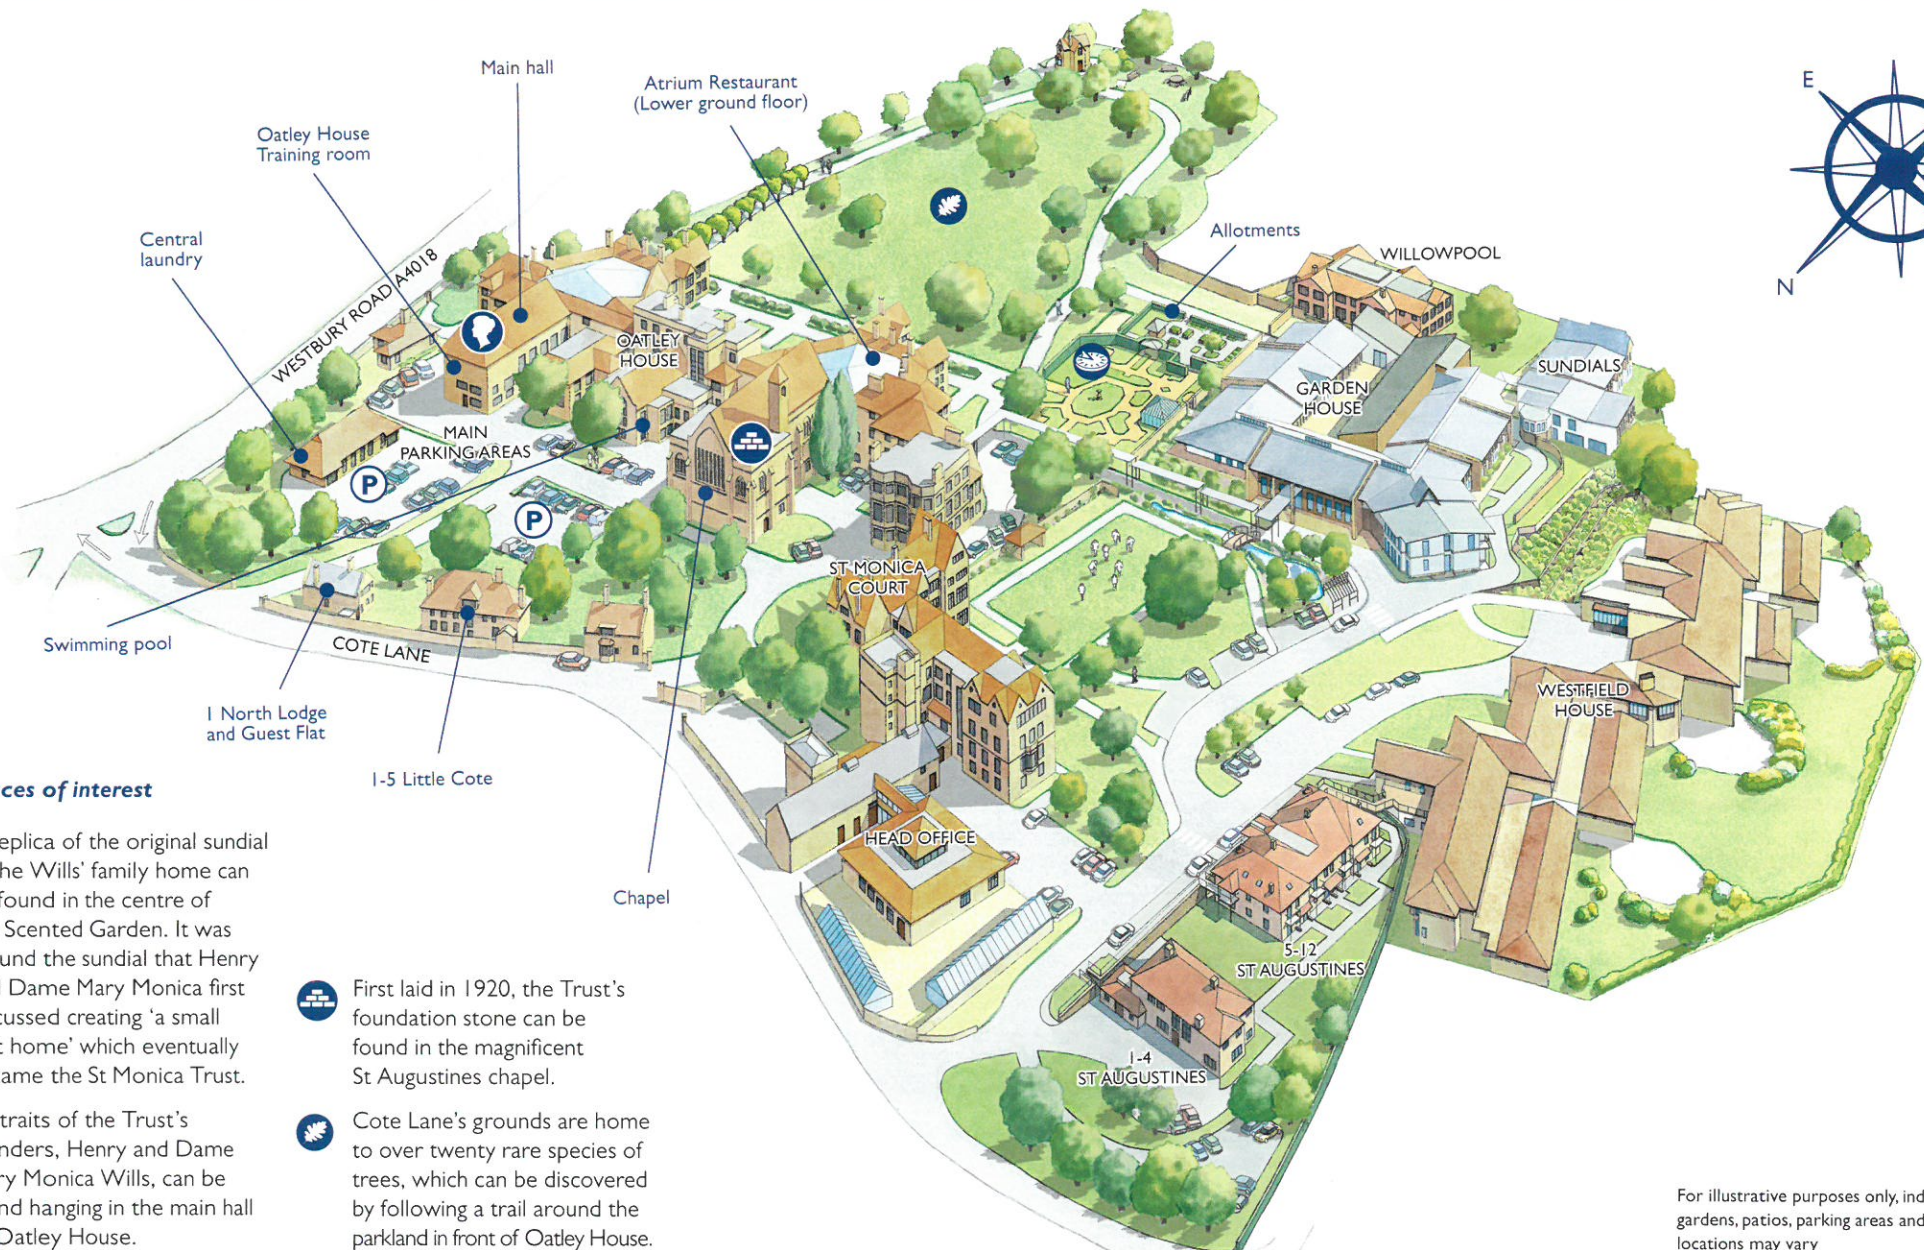 Main hall
Atrium Restaurant
(Lower ground floor)
Oatley House
Training room
E
N
Central
laundry
WESTBURY ROAD A4018
Allotments
WILLOWPOOL
OATLEY
HOUSE
SUNDIALS
GARDEN
HOUSE
MAIN
PARKING AREAS
P
P
ST MONICA
COURT
Swimming pool
COTE LANE
WESTFIELD
HOUSE
1 North Lodge
and Guest Flat
1-5 Little Cote
HEAD OFFICE
Chapel
5-12
ST AUGUSTINES
1-4
ST AUGUSTINES
ces of interest
eplica of the original sundial
he Wills' family home can
found in the centre of
Scented Garden. It was
und the sundial that Henry
d Dame Mary Monica first
cussed creating 'a small
t home' which eventually
ame the St Monica Trust.
traits of the Trust's
nders, Henry and Dame
ry Monica Wills, can be
nd hanging in the main hall
Oatley House.
First laid in 1920, the Trust's
foundation stone can be
found in the magnificent
St Augustines chapel.
Cote Lane's grounds are home
to over twenty rare species of
trees, which can be discovered
by following a trail around the
parkland in front of Oatley House.
For illustrative purposes only, ind
gardens, patios, parking areas and
locations may vary